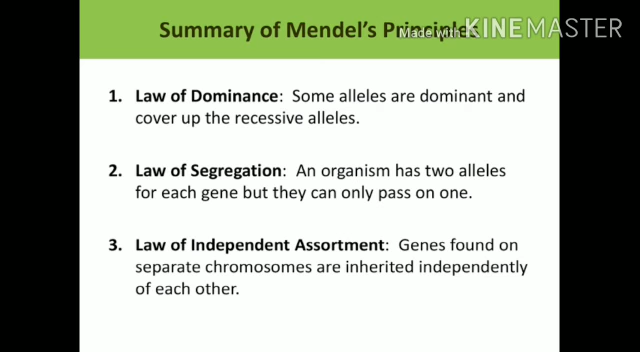 Summary of Mendel's Principles
Made with KINEMASTER
1. Law of Dominance: Some alleles are dominant and
cover up the recessive alleles.
2. Law of Segregation: An organism has two alleles
for each gene but they can only pass on one.
3. Law of Independent Assortment: Genes found on
separate chromosomes are inherited independently
of each other.